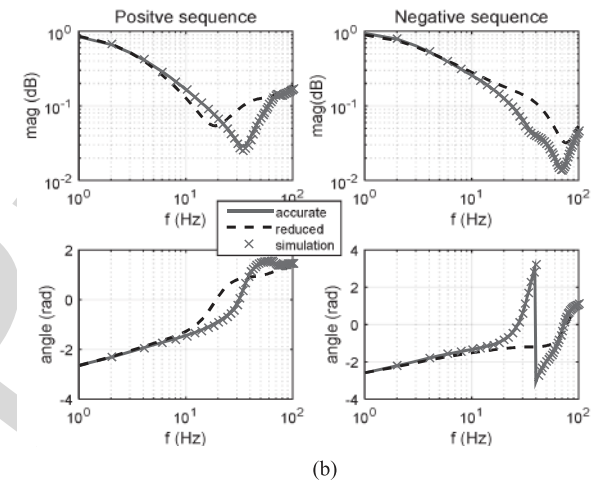 Positve sequence
Negative sequence
mag (dB)
10^0
10^-1
10^-2
10^0 10^1 10^2
f (Hz)
mag(dB)
10^0
10^-1
10^-2
10^0 10^1 10^2
f (Hz)
accurate
reduced
simulation
angle (rad)
2
0
-2
-4
10^0 10^1 10^2
f (Hz)
angle (rad)
4
2
0
-2
-4
10^0 10^1 10^2
f (Hz)
(b)